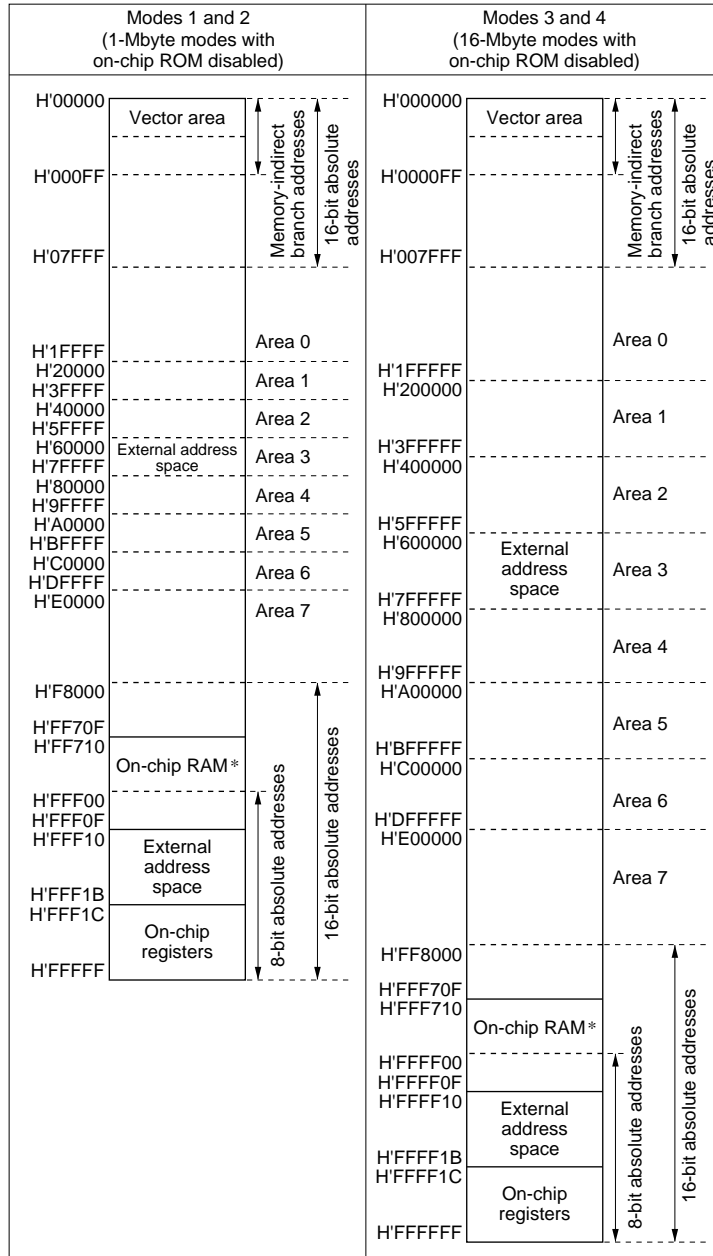 Modes 1 and 2
(1-Mbyte modes with
on-chip ROM disabled)
H'00000
Vector area
H'000FF
H'07FFF
Memory-indirect
branch addresses
16-bit absolute
addresses
H'1FFFF
Area 0
H'20000
H'3FFFF
Area 1
H'40000
H'5FFFF
Area 2
H'60000
H'7FFFF
External address
space
Area 3
H'80000
H'9FFFF
Area 4
H'A0000
H'BFFFF
Area 5
H'C0000
H'DFFFF
Area 6
H'E0000
Area 7
H'F8000
H'FF70F
H'FF710
On-chip RAM*
H'FFF00
H'FFF0F
H'FFF10
External
address
space
H'FFF1B
H'FFF1C
On-chip
registers
H'FFFFF
8-bit absolute addresses
16-bit absolute addresses
Modes 3 and 4
(16-Mbyte modes with
on-chip ROM disabled)
H'000000
Vector area
H'0000FF
H'007FFF
Memory-indirect
branch addresses
16-bit absolute
addresses
Area 0
H'1FFFFF
H'200000
Area 1
H'3FFFFF
H'400000
Area 2
H'5FFFFF
H'600000
External
address
space
Area 3
H'7FFFFF
H'800000
Area 4
H'9FFFFF
H'A00000
Area 5
H'BFFFFF
H'C00000
Area 6
H'DFFFFF
H'E00000
Area 7
H'FF8000
H'FFF70F
H'FFF710
On-chip RAM*
H'FFFF00
H'FFFF0F
H'FFFF10
External
address
space
H'FFFF1B
H'FFFF1C
On-chip
registers
H'FFFFFF
8-bit absolute addresses
16-bit absolute addresses